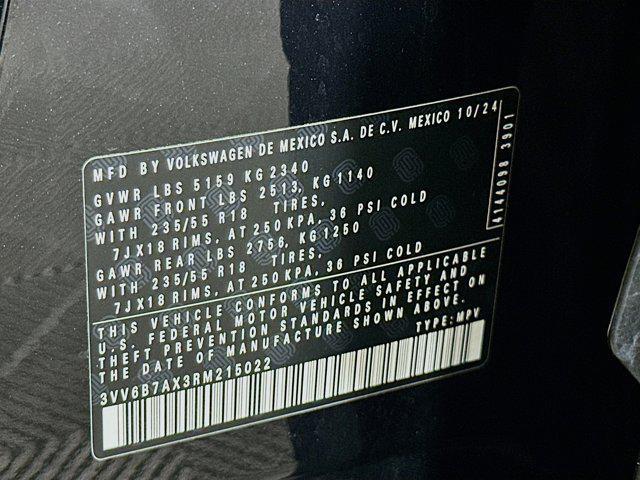 MFD BY VOLKSWAGEN DE MEXICO S.A. DE C.V. MEXICO 10/24
GVWR LBS 5159 KG 2340
GAWR FRONT LBS 2513, KG 1140
WITH 235/55 R18 TIRES,
7JX18 RIMS, AT 250 KPA, 36 PSI COLD
GAWR REAR LBS 2756, KG1250
WITH 235/55 R18 TIRES,
7JX18 RIMS, AT 250 KPA, 36 PSI COLD
4144098 3901
THIS VEHICLE CONFORMS TO ALL APPLICABLE
U.S. FEDERAL MOTOR VEHICLE SAFETY AND
THEFT PREVENTION STANDARDS IN EFFECT ON
THE DATE OF MANUFACTURE SHOWN ABOVE.
3VV6B7AX3RM215022 TYPE: MPV